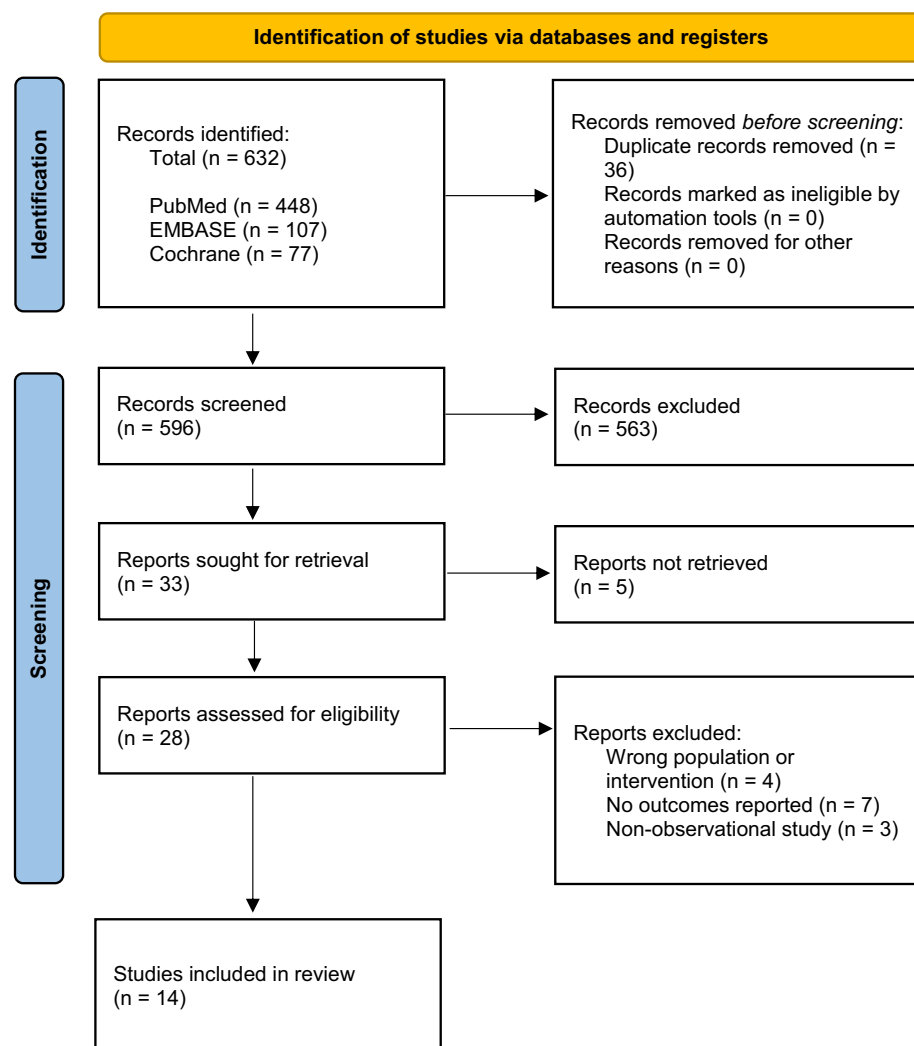 Identification of studies via databases and registers
Identification
Records identified:
Total (n = 632)
PubMed (n = 448)
EMBASE (n = 107)
Cochrane (n = 77)
Records removed before screening:
Duplicate records removed (n =
36)
Records marked as ineligible by
automation tools (n = 0)
Records removed for other
reasons (n = 0)
Screening
Records screened
(n = 596)
Records excluded
(n = 563)
Reports sought for retrieval
(n = 33)
Reports not retrieved
(n = 5)
Reports assessed for eligibility
(n = 28)
Reports excluded:
Wrong population or
intervention (n = 4)
No outcomes reported (n = 7)
Non-observational study (n = 3)
Studies included in review
(n = 14)